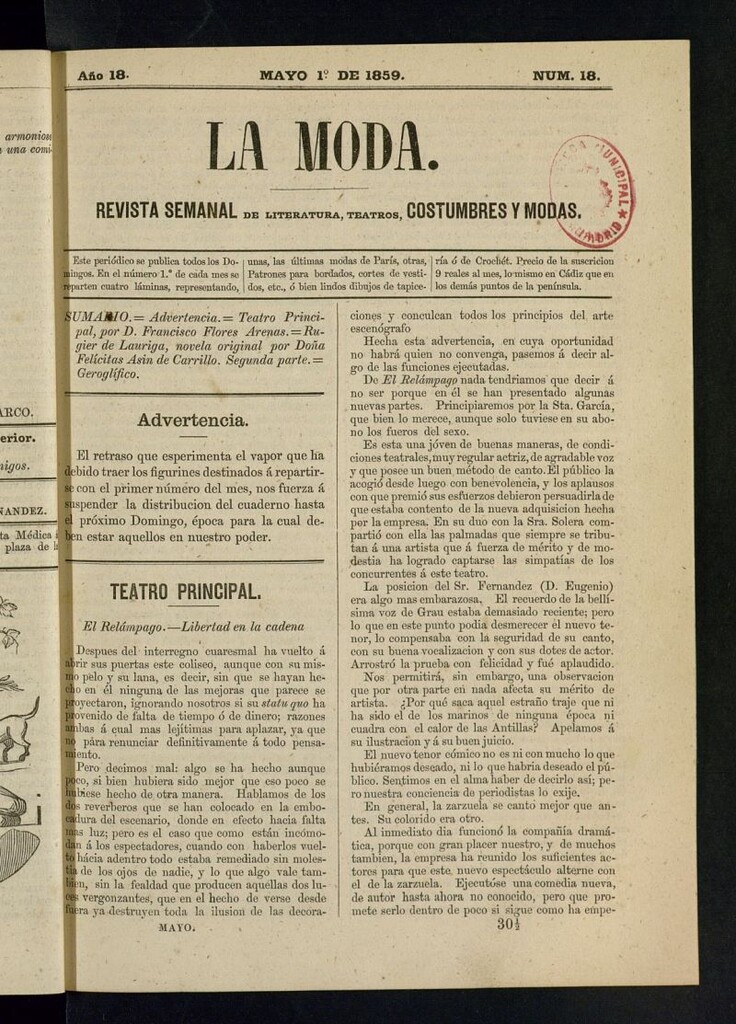 armoniou
una comi-
ARCO.
erior.
igos.
NANDEZ.
ta Médica
plaza de l
Año 18.
MAYO 1.º DE 1859.
NUM. 18.
LA MODA.
REVISTA SEMANAL DE LITERATURA, TEATROS, COSTUMBRES Y MODAS.
MUNICIPAL
MADRID
Este periódico se publica todos los Do-
mingos. En el número 1.º de cada mes se
reparten cuatro láminas, representando,
unas, las últimas modas de París, otras,
Patrones para bordados, cortes de vesti-
dos, etc., ó bien lindos dibujos de tapice-
ría ó de Crochét. Precio de la suscricion
9 reales al mes, lo mismo en Cádiz que en
los demás puntos de la península.
SUMARIO.=Advertencia.=Teatro Princi-
pal, por D. Francisco Flores Arenas.=Ru-
gier de Lauriga, novela original por Doña
Felícitas Asin de Carrillo. Segunda parte.=
Geroglífico.
Advertencia.
El retraso que esperimenta el vapor que ha
debido traer los figurines destinados á repartir-
se con el primer número del mes, nos fuerza á
suspender la distribucion del cuaderno hasta
el próximo Domingo, época para la cual de-
ben estar aquellos en nuestro poder.
TEATRO PRINCIPAL.
El Relámpago.—Libertad en la cadena
Despues del interregno cuaresmal ha vuelto á
abrir sus puertas este coliseo, aunque con su mis-
mo pelo y su lana, es decir, sin que se hayan he-
cho en él ninguna de las mejoras que parece se
proyectaron, ignorando nosotros si su statu quo ha
provenido de falta de tiempo ó de dinero; razones
ambas á cual mas lejítimas para aplazar, ya que
no para renunciar definitivamente á todo pensa-
miento.
Pero decimos mal: algo se ha hecho aunque
poco, si bien hubiera sido mejor que eso poco se
hubiese hecho de otra manera. Hablamos de los
dos reverberos que se han colocado en la embo-
cadura del escenario, donde en efecto hacia falta
mas luz; pero es el caso que como están incómo-
dan á los espectadores, cuando con haberlos vuel-
to hácia adentro todo estaba remediado sin moles-
tia de los ojos de nadie, y lo que algo vale tam-
bien, sin la fealdad que producen aquellas dos lu-
ces vergonzantes, que en el hecho de verse desde
fuera ya destruyen toda la ilusion de las decora-
MAYO.
ciones y conculcan todos los principios del arte
escenógrafo
Hecha esta advertencia, en cuya oportunidad
no habrá quien no convenga, pasemos á decir al-
go de las funciones ejecutadas.
De El Relámpago nada tendriamos que decir á
no ser porque en él se han presentado algunas
nuevas partes. Principiaremos por la Sta. García,
que bien lo merece, aunque solo tuviese en su abo-
no los fueros del sexo.
Es esta una jóven de buenas maneras, de condi-
ciones teatrales, muy regular actriz, de agradable voz
y que posee un buen método de canto. El público la
acogió desde luego con benevolencia, y los aplausos
con que premió sus esfuerzos debieron persuadirla de
que estaba contento de la nueva adquisicion hecha
por la empresa. En su duo con la Sra. Solera com-
partió con ella las palmadas que siempre se tribu-
tan á una artista que á fuerza de mérito y de mo-
destia ha logrado captarse las simpatías de los
concurrentes á este teatro.
La posicion del Sr. Fernandez (D. Eugenio)
era algo mas embarazosa. El recuerdo de la bellí-
sima voz de Grau estaba demasiado reciente; pero
lo que en este punto podia desmerecer el nuevo te-
nor, lo compensaba con la seguridad de su canto,
con su buena vocalizacion y con sus dotes de actor.
Arrostró la prueba con felicidad y fué aplaudido.
Nos permitirá, sin embargo, una observacion
que por otra parte en nada afecta su mérito de
artista. ¿Por qué saca aquel estraño traje que ni
ha sido el de los marinos de ninguna época ni
cuadra con el calor de las Antillas? Apelamos á
su ilustracion y á su buen juicio.
El nuevo tenor cómico no es ni con mucho lo que
hubiéramos deseado, ni lo que habria deseado el pú-
blico. Sentimos en el alma haber de decirlo así; pe-
ro nuestra conciencia de periodistas lo exije.
En general, la zarzuela se cantó mejor que an-
tes. Su colorido era otro.
Al inmediato dia funcionó la compañía dramá-
tica, porque con gran placer nuestro, y de muchos
tambien, la empresa ha reunido los suficientes ac-
tores para que este nuevo espectáculo alterne con
el de la zarzuela. Ejecutóse una comedia nueva,
de autor hasta ahora no conocido, pero que pro-
mete serlo dentro de poco si sigue como ha empe-
30½